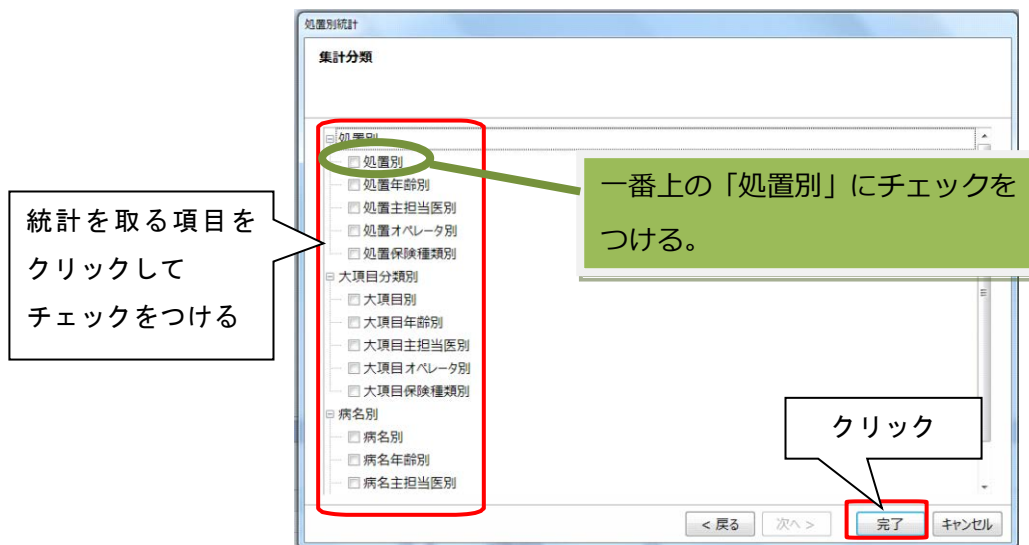 処置別統計
集計分類
処置別
処置別
処置年齢別
処置主担当医別
処置オペレータ別
処置保険種類別
大項目分類別
大項目別
大項目年齢別
大項目主担当医別
大項目オペレータ別
大項目保険種類別
病名別
病名別
病名年齢別
病名主担当医別
統計を取る項目を
クリックして
チェックをつける
一番上の「処置別」にチェックを
つける。
クリック
< 戻る 次へ > 完了 キャンセル